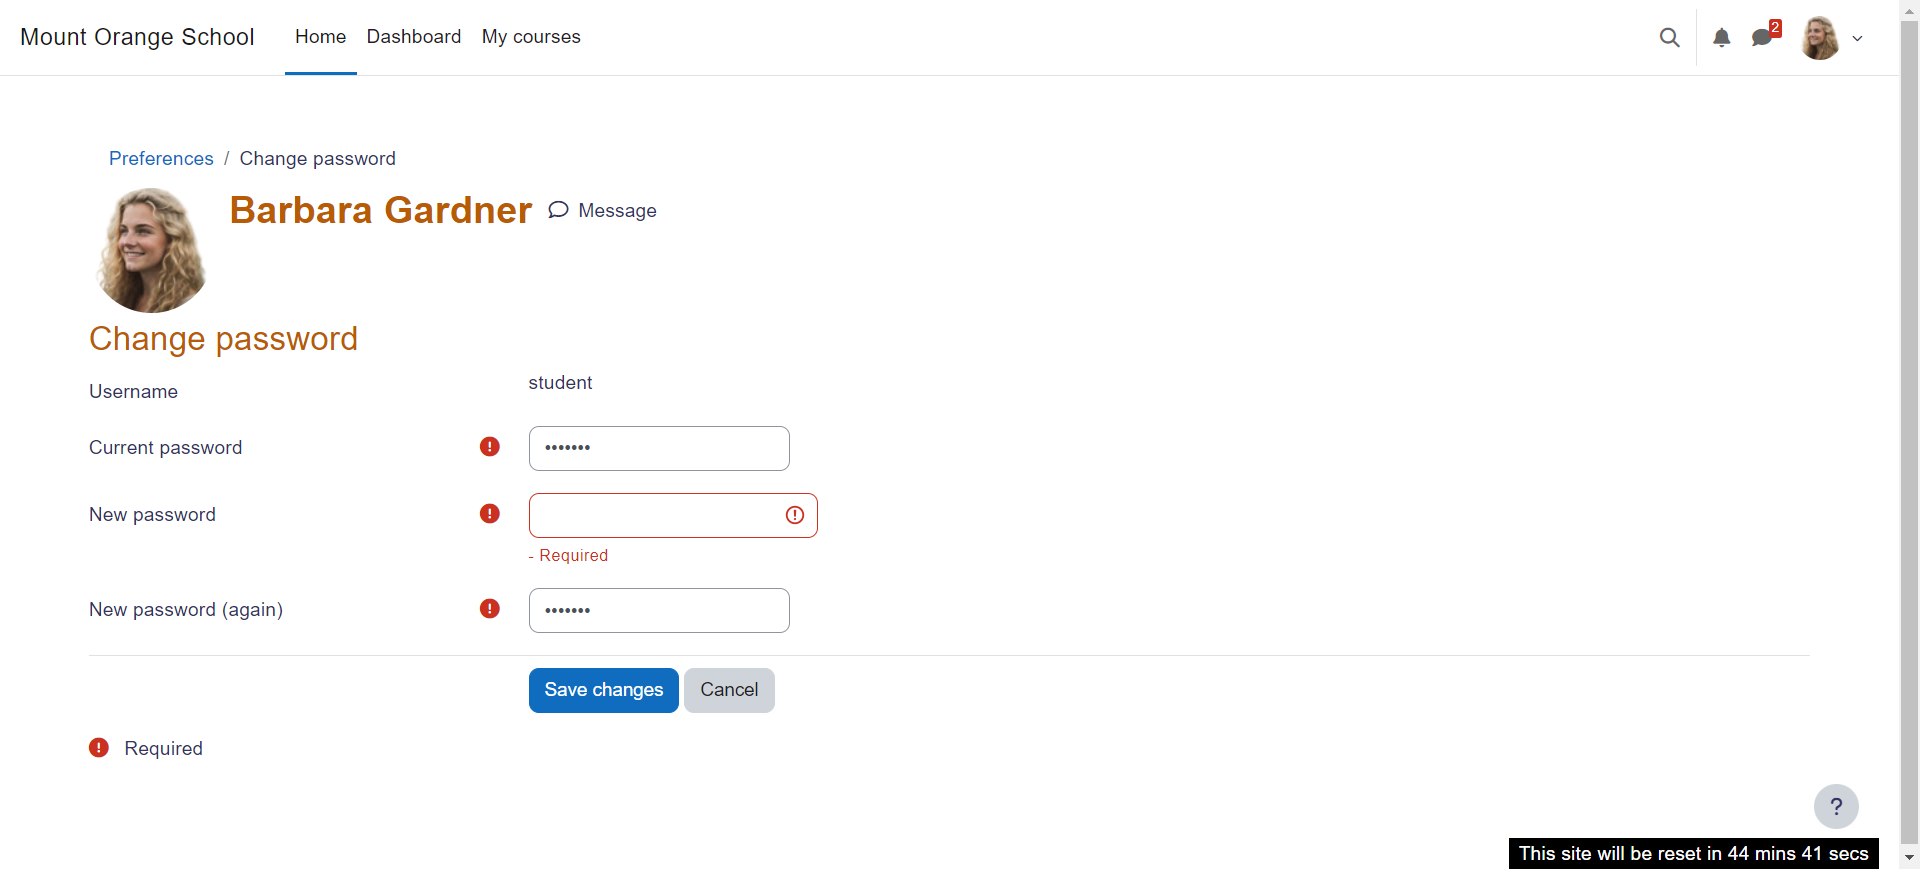 Mount Orange School
Home Dashboard My courses
2
Preferences / Change password
Barbara Gardner Message
Change password
Username student
Current password •••••••
New password
- Required
New password (again) •••••••
Save changes Cancel
Required
?
This site will be reset in 44 mins 41 secs